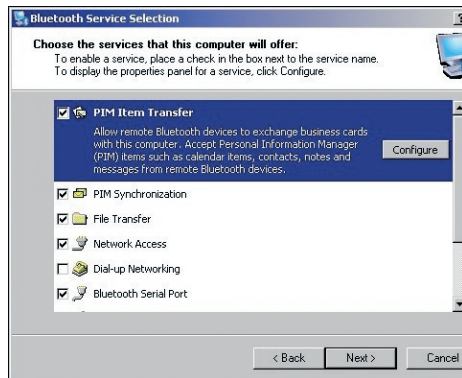 Bluetooth Service Selection
Choose the services that this computer will offer:
To enable a service, place a check in the box next to the service name.
To display the properties panel for a service, click Configure.
PIM Item Transfer
Allow remote Bluetooth devices to exchange business cards
with this computer. Accept Personal Information Manager
(PIM) items such as calendar items, contacts, notes and
messages from remote Bluetooth devices.
Configure
PIM Synchronization
File Transfer
Network Access
Dial-up Networking
Bluetooth Serial Port
< Back
Next >
Cancel